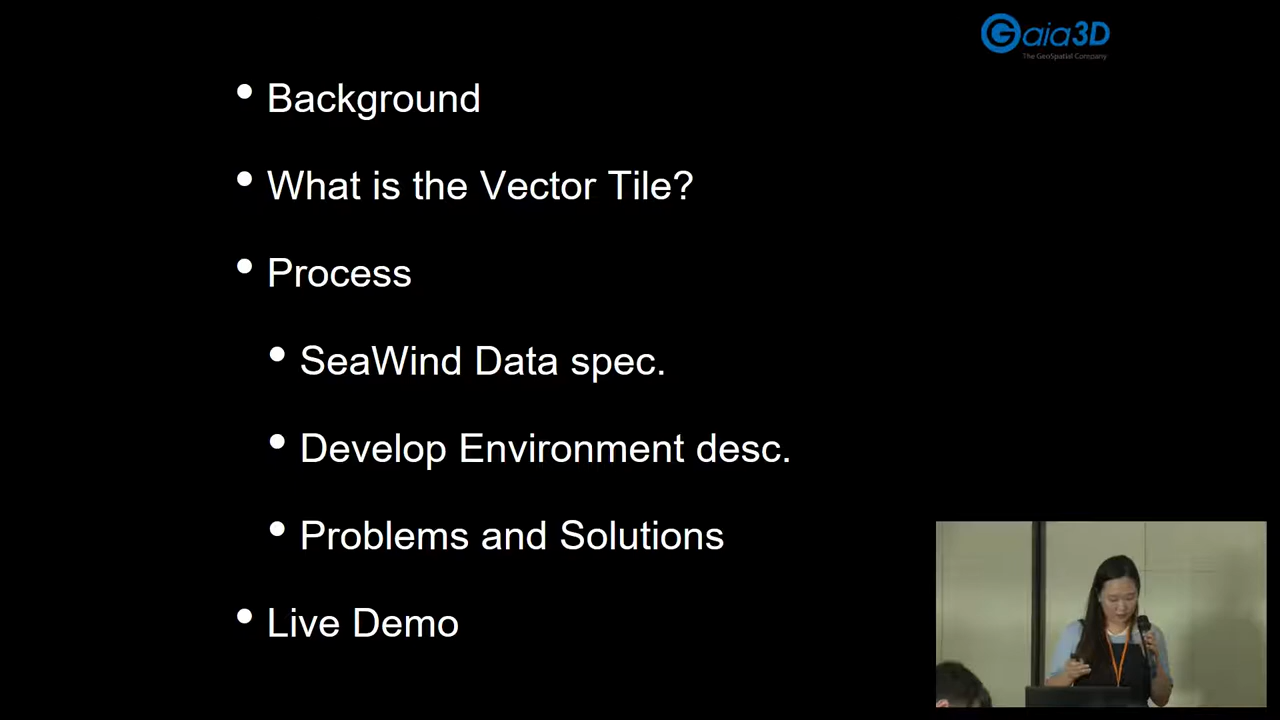 Gaia3D
The GeoSpatial Company
• Background
• What is the Vector Tile?
• Process
• SeaWind Data spec.
• Develop Environment desc.
• Problems and Solutions
• Live Demo